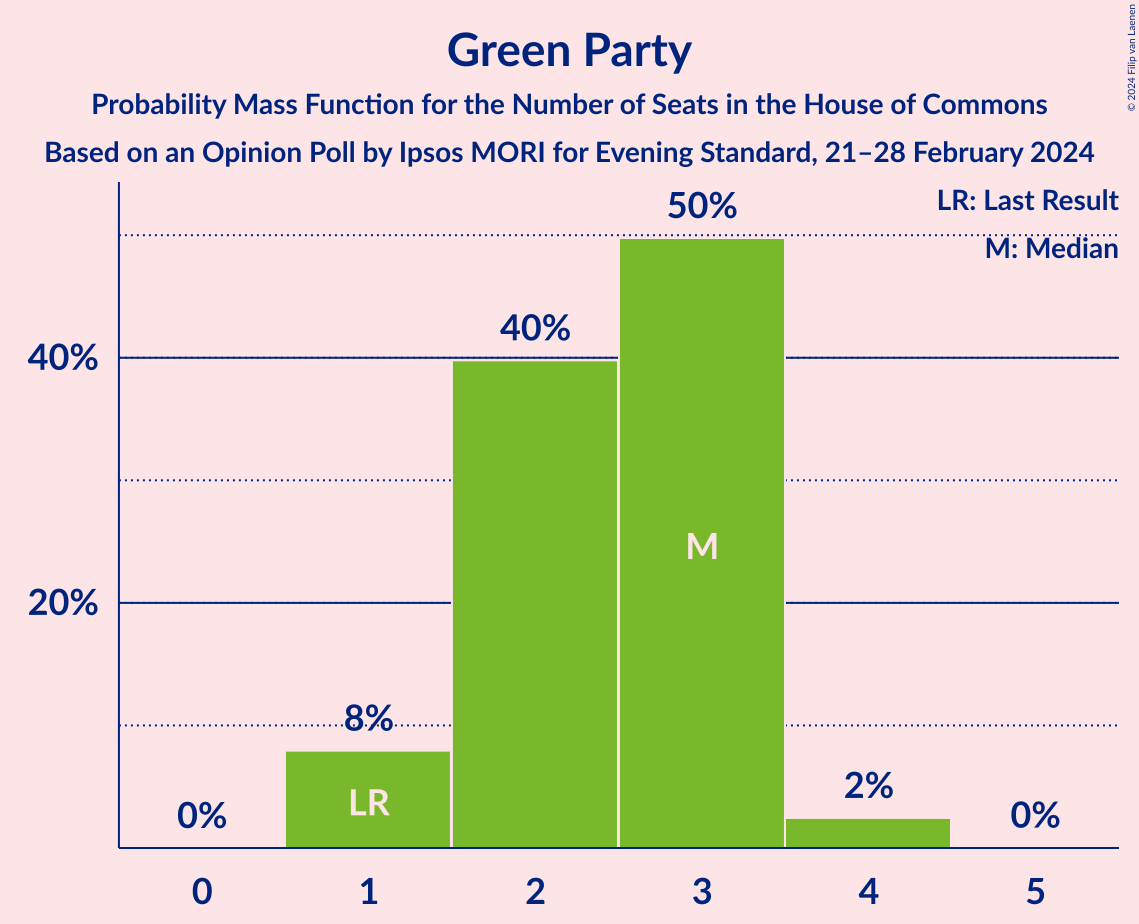 Green Party
Probability Mass Function for the Number of Seats in the House of Commons
Based on an Opinion Poll by Ipsos MORI for Evening Standard, 21–28 February 2024
© 2024 Filip van Laenen
LR: Last Result
M: Median
50%
40%
40%
M
20%
8%
LR
2%
0%
0%
0 1 2 3 4 5